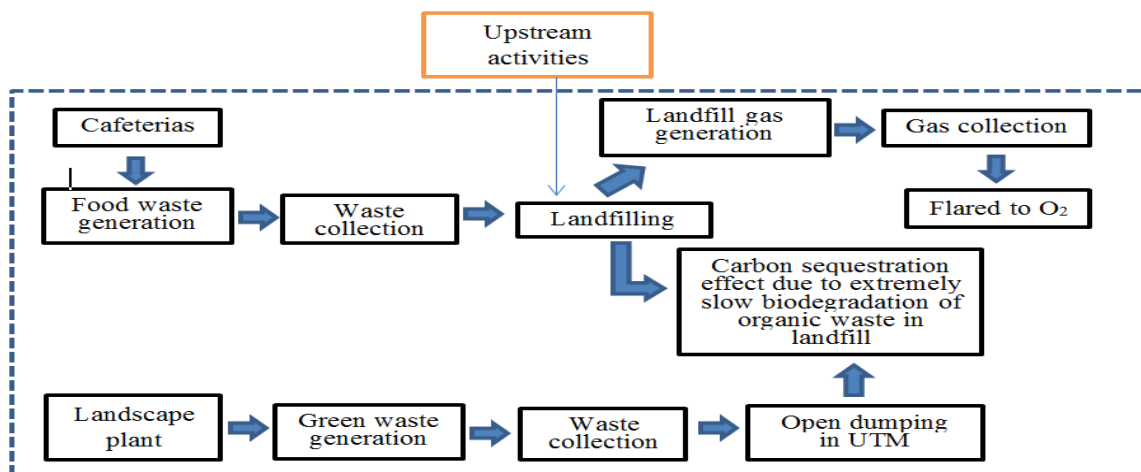 Upstream
activities
Cafeterias
Landfill gas
generation
Gas collection
Food waste
generation
Waste
collection
Landfilling
Flared to O₂
Carbon sequestration
effect due to extremely
slow biodegradation of
organic waste in
landfill
Landscape
plant
Green waste
generation
Waste
collection
Open dumping
in UTM